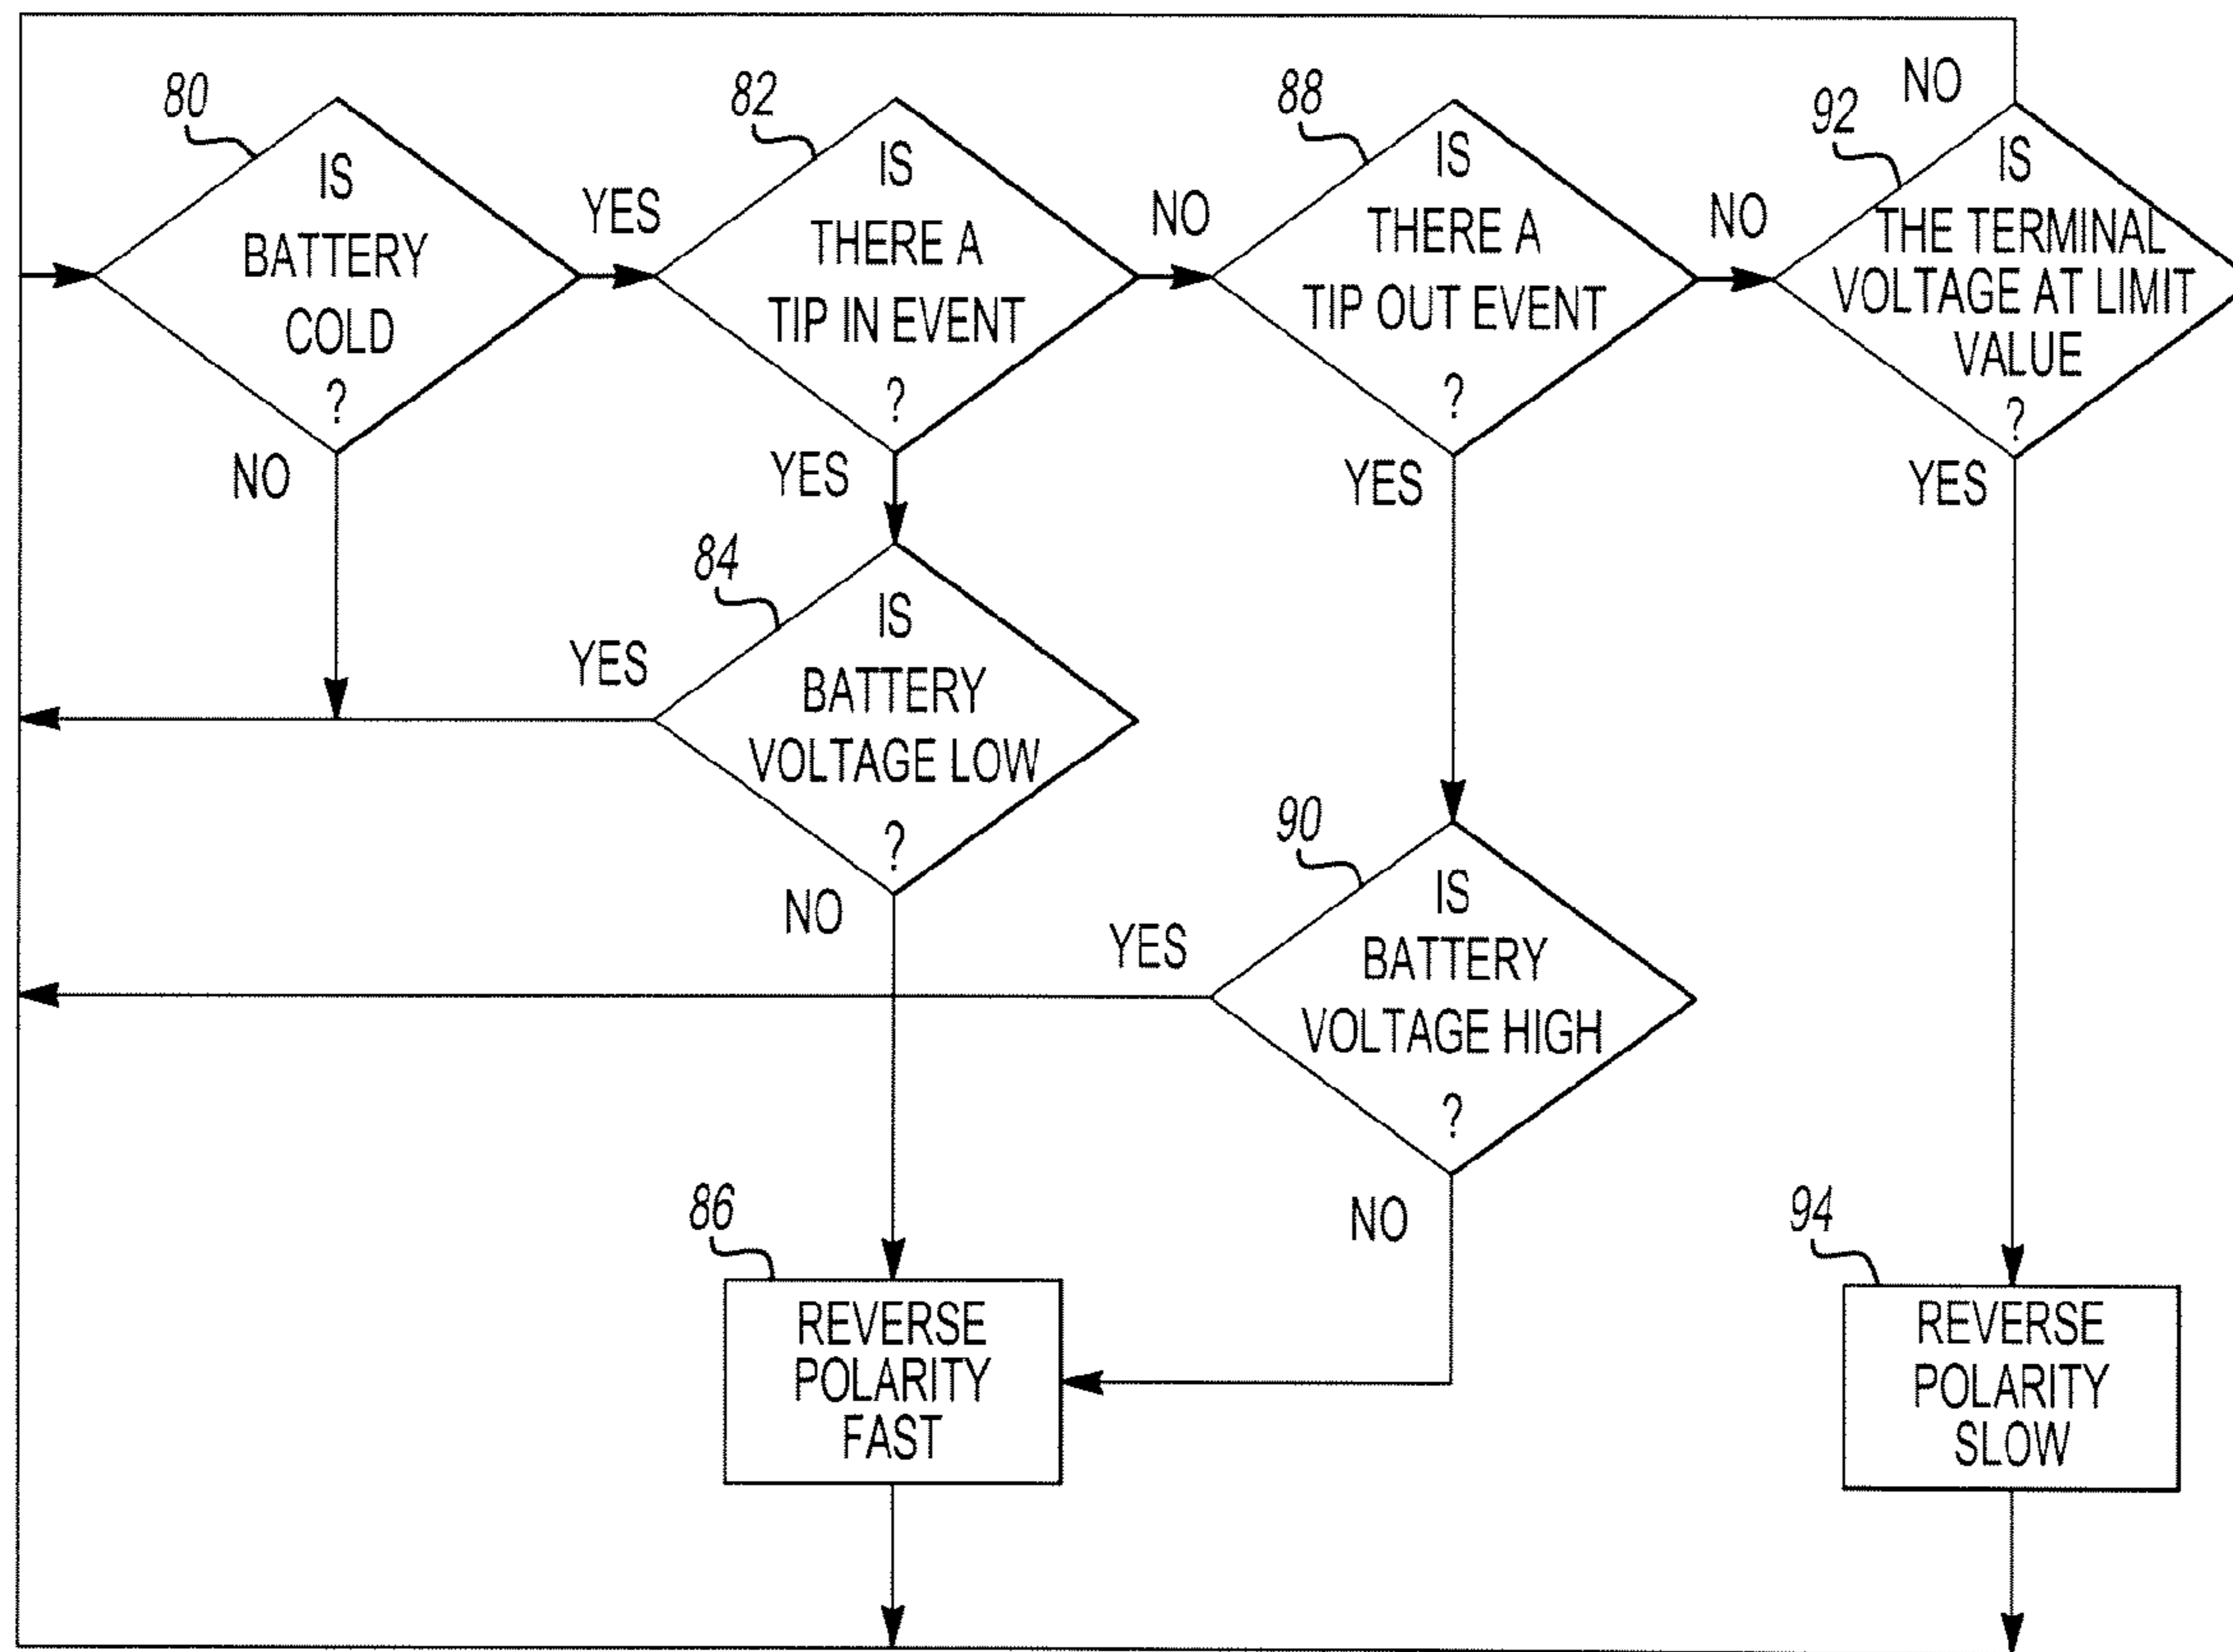 80
IS
BATTERY
COLD
?
YES
NO
82
IS
THERE A
TIP IN EVENT
?
NO
YES
88
IS
THERE A
TIP OUT EVENT
?
NO
YES
92
NO
IS
THE TERMINAL
VOLTAGE AT LIMIT
VALUE
?
YES
84
YES
IS
BATTERY
VOLTAGE LOW
?
NO
90
YES
IS
BATTERY
VOLTAGE HIGH
?
NO
86
REVERSE
POLARITY
FAST
94
REVERSE
POLARITY
SLOW